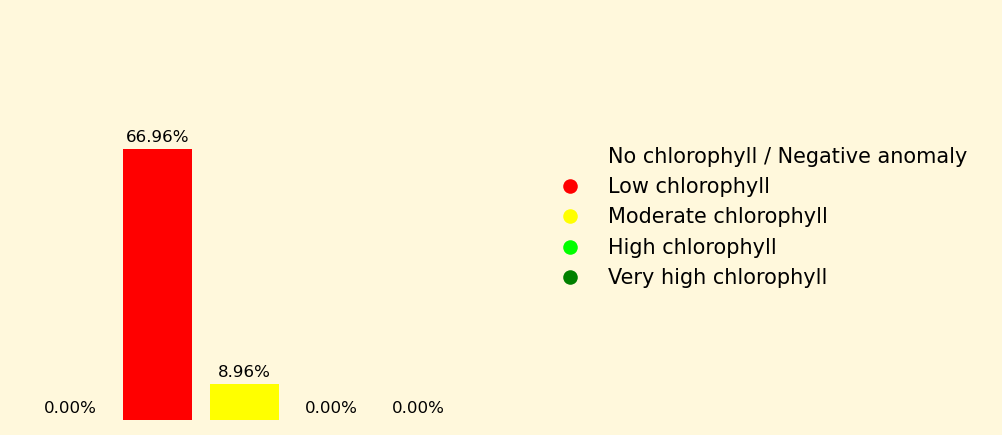 66.96%
8.96%
0.00%
0.00%
0.00%
No chlorophyll / Negative anomaly
Low chlorophyll
Moderate chlorophyll
High chlorophyll
Very high chlorophyll